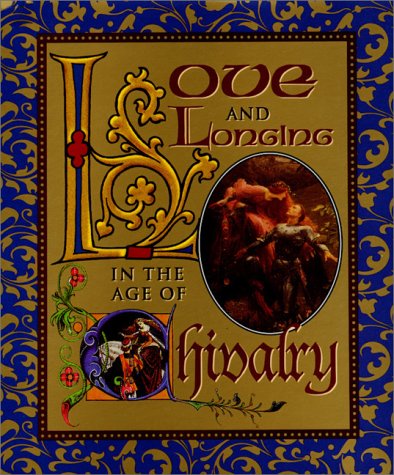 Love
AND
Longing
IN THE
AGE OF
Chivalry